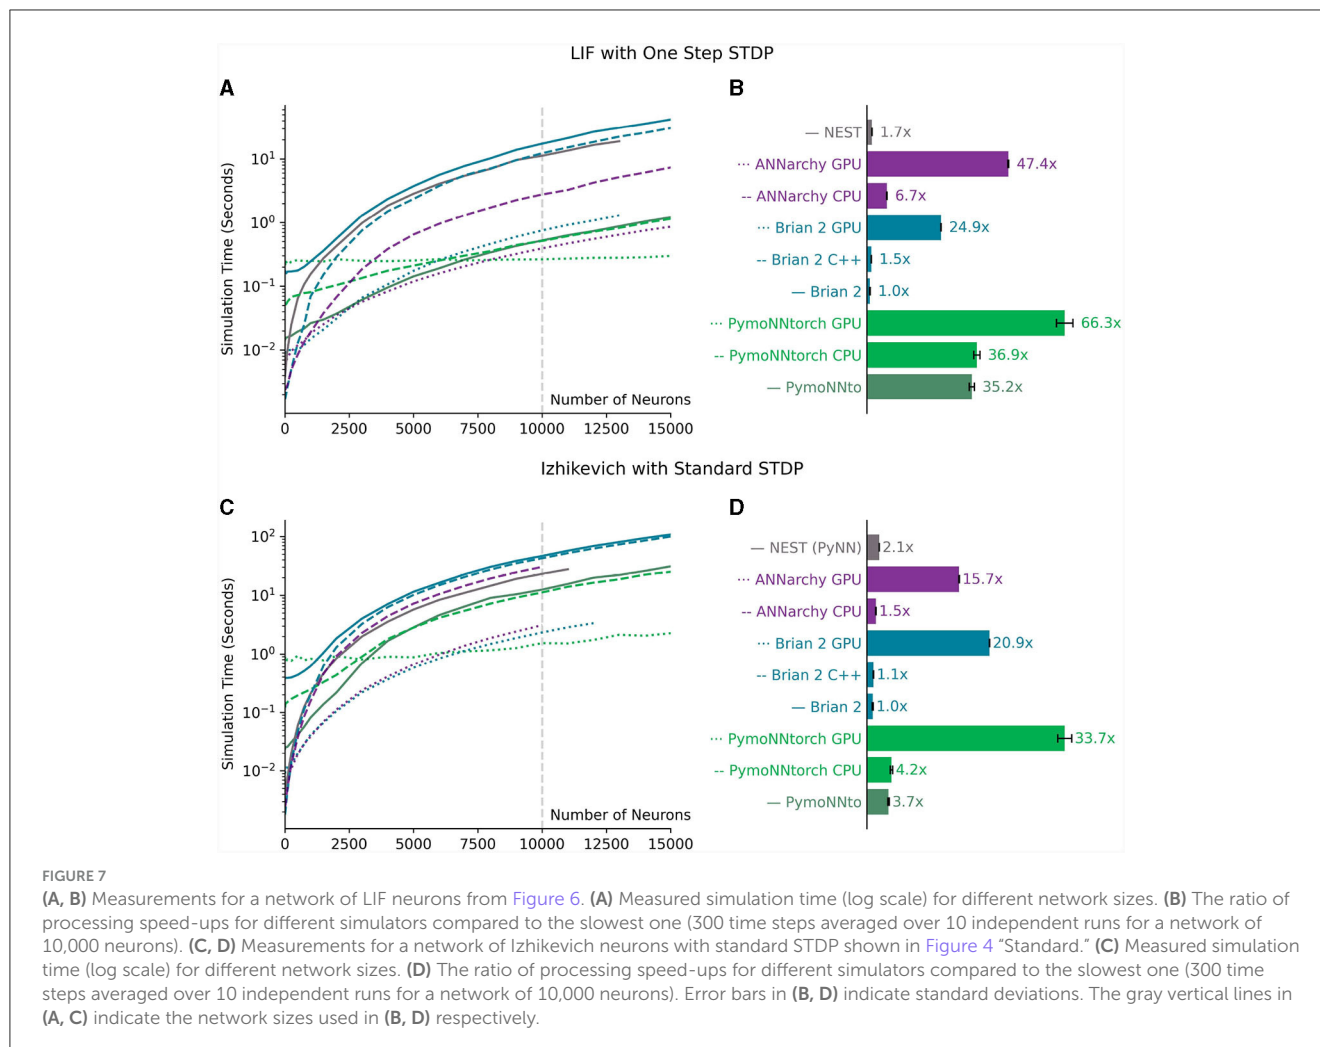 LIF with One Step STDP
A
B
Simulation Time (Seconds)
10¹
10⁰
10⁻¹
10⁻²
Number of Neurons
0 2500 5000 7500 10000 12500 15000
— NEST 1.7x
··· ANNarchy GPU 47.4x
-- ANNarchy CPU 6.7x
··· Brian 2 GPU 24.9x
-- Brian 2 C++ 1.5x
— Brian 2 1.0x
··· PymoNNtorch GPU 66.3x
-- PymoNNtorch CPU 36.9x
— PymoNNto 35.2x
Izhikevich with Standard STDP
C
D
Simulation Time (Seconds)
10²
10¹
10⁰
10⁻¹
10⁻²
Number of Neurons
0 2500 5000 7500 10000 12500 15000
— NEST (PyNN) 2.1x
··· ANNarchy GPU 15.7x
-- ANNarchy CPU 1.5x
··· Brian 2 GPU 20.9x
-- Brian 2 C++ 1.1x
— Brian 2 1.0x
··· PymoNNtorch GPU 33.7x
-- PymoNNtorch CPU 4.2x
— PymoNNto 3.7x
FIGURE 7
(A, B) Measurements for a network of LIF neurons from Figure 6. (A) Measured simulation time (log scale) for different network sizes. (B) The ratio of
processing speed-ups for different simulators compared to the slowest one (300 time steps averaged over 10 independent runs for a network of
10,000 neurons). (C, D) Measurements for a network of Izhikevich neurons with standard STDP shown in Figure 4 “Standard.” (C) Measured simulation
time (log scale) for different network sizes. (D) The ratio of processing speed-ups for different simulators compared to the slowest one (300 time
steps averaged over 10 independent runs for a network of 10,000 neurons). Error bars in (B, D) indicate standard deviations. The gray vertical lines in
(A, C) indicate the network sizes used in (B, D) respectively.